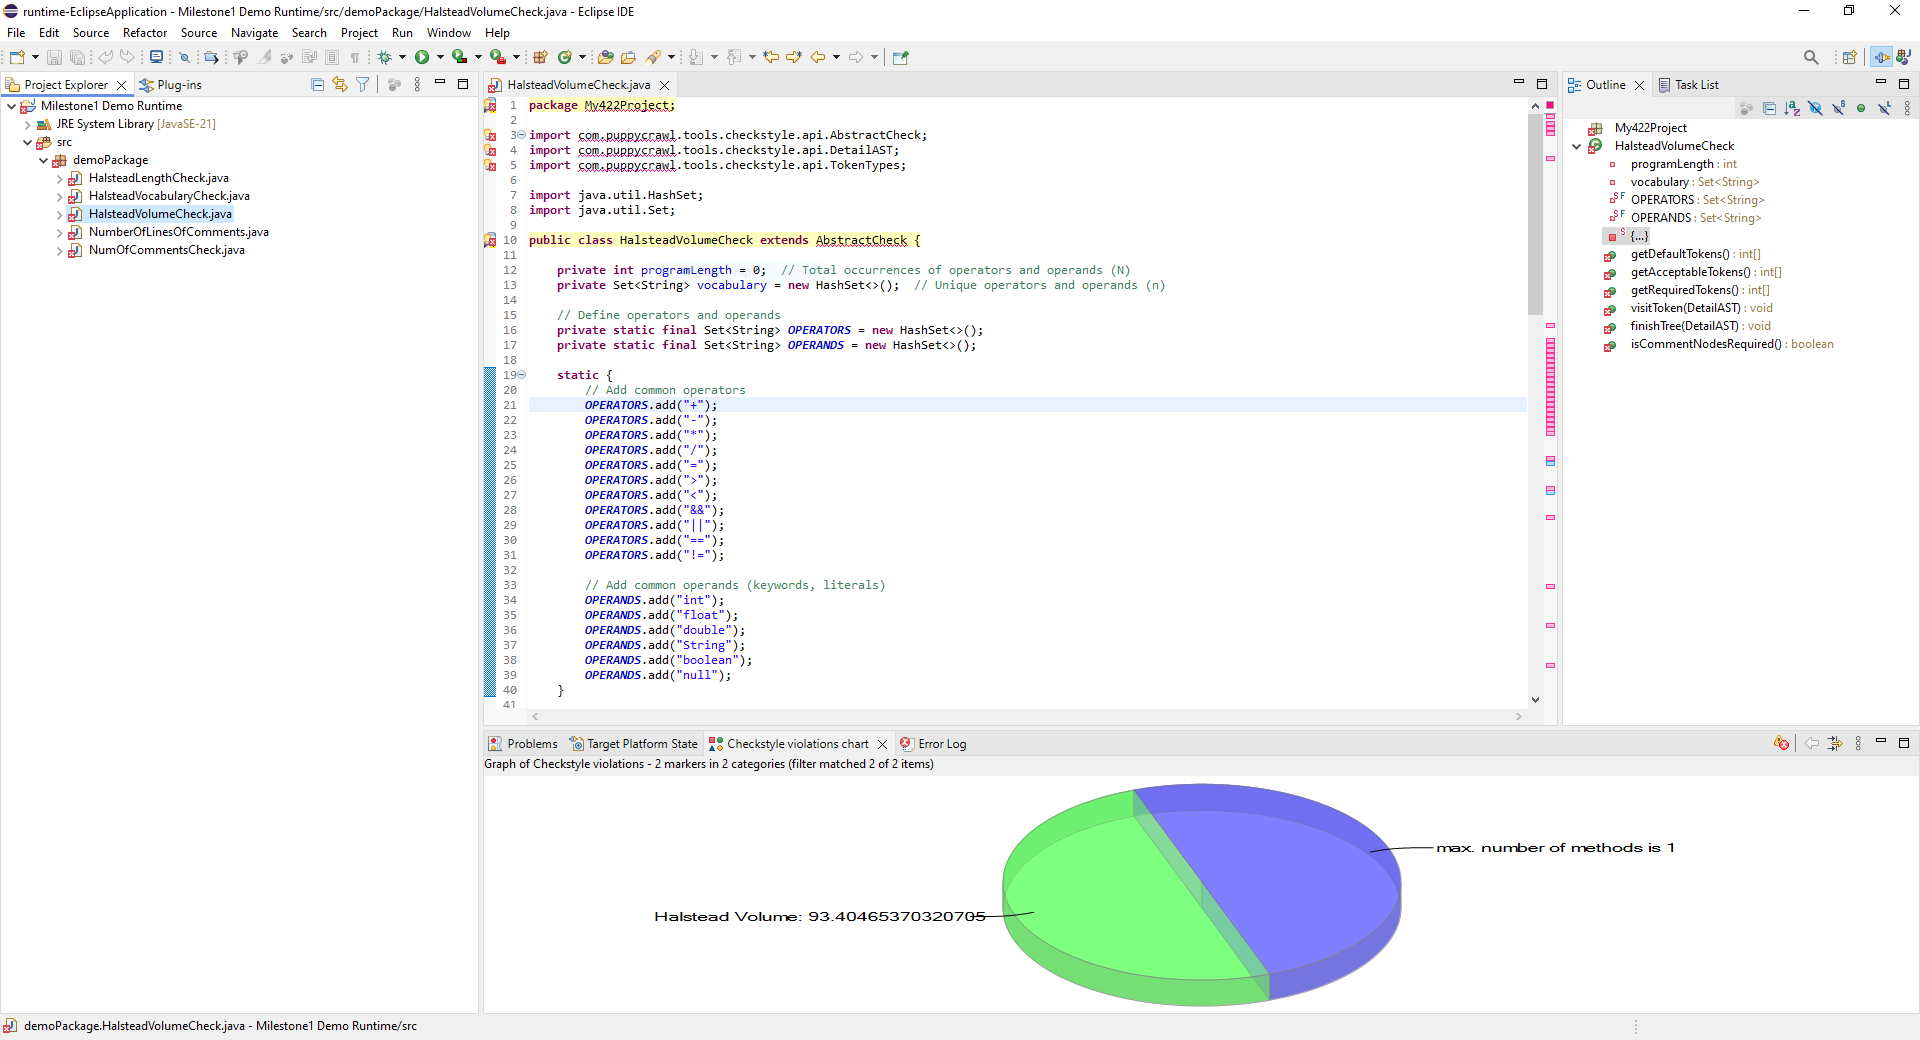 runtime-EclipseApplication - Milestone1 Demo Runtime/src/demoPackage/HalsteadVolumeCheck.java - Eclipse IDE
File Edit Source Refactor Source Navigate Search Project Run Window Help
Project Explorer Plug-ins
Milestone1 Demo Runtime
JRE System Library [JavaSE-21]
src
demoPackage
HalsteadLengthCheck.java
HalsteadVocabularyCheck.java
HalsteadVolumeCheck.java
NumberOfLinesOfComments.java
NumOfCommentsCheck.java
HalsteadVolumeCheck.java
1 package My422Project;
2
3 import com.puppycrawl.tools.checkstyle.api.AbstractCheck;
4 import com.puppycrawl.tools.checkstyle.api.DetailAST;
5 import com.puppycrawl.tools.checkstyle.api.TokenTypes;
6
7 import java.util.HashSet;
8 import java.util.Set;
9
10 public class HalsteadVolumeCheck extends AbstractCheck {
11
12 private int programLength = 0;  // Total occurrences of operators and operands (N)
13 private Set<String> vocabulary = new HashSet<>();  // Unique operators and operands (n)
14
15 // Define operators and operands
16 private static final Set<String> OPERATORS = new HashSet<>();
17 private static final Set<String> OPERANDS = new HashSet<>();
18
19 static {
20 // Add common operators
21 OPERATORS.add("+");
22 OPERATORS.add("-");
23 OPERATORS.add("*");
24 OPERATORS.add("/");
25 OPERATORS.add("=");
26 OPERATORS.add(">");
27 OPERATORS.add("<");
28 OPERATORS.add("&&");
29 OPERATORS.add("||");
30 OPERATORS.add("==");
31 OPERATORS.add("!=");
32
33 // Add common operands (keywords, literals)
34 OPERANDS.add("int");
35 OPERANDS.add("float");
36 OPERANDS.add("double");
37 OPERANDS.add("String");
38 OPERANDS.add("boolean");
39 OPERANDS.add("null");
40 }
41
Outline Task List
My422Project
HalsteadVolumeCheck
programLength : int
vocabulary : Set<String>
OPERATORS : Set<String>
OPERANDS : Set<String>
{...}
getDefaultTokens() : int[]
getAcceptableTokens() : int[]
getRequiredTokens() : int[]
visitToken(DetailAST) : void
finishTree(DetailAST) : void
isCommentNodesRequired() : boolean
Problems Target Platform State Checkstyle violations chart Error Log
Graph of Checkstyle violations - 2 markers in 2 categories (filter matched 2 of 2 items)
max. number of methods is 1
Halstead Volume: 93.40465370320705
demoPackage.HalsteadVolumeCheck.java - Milestone1 Demo Runtime/src